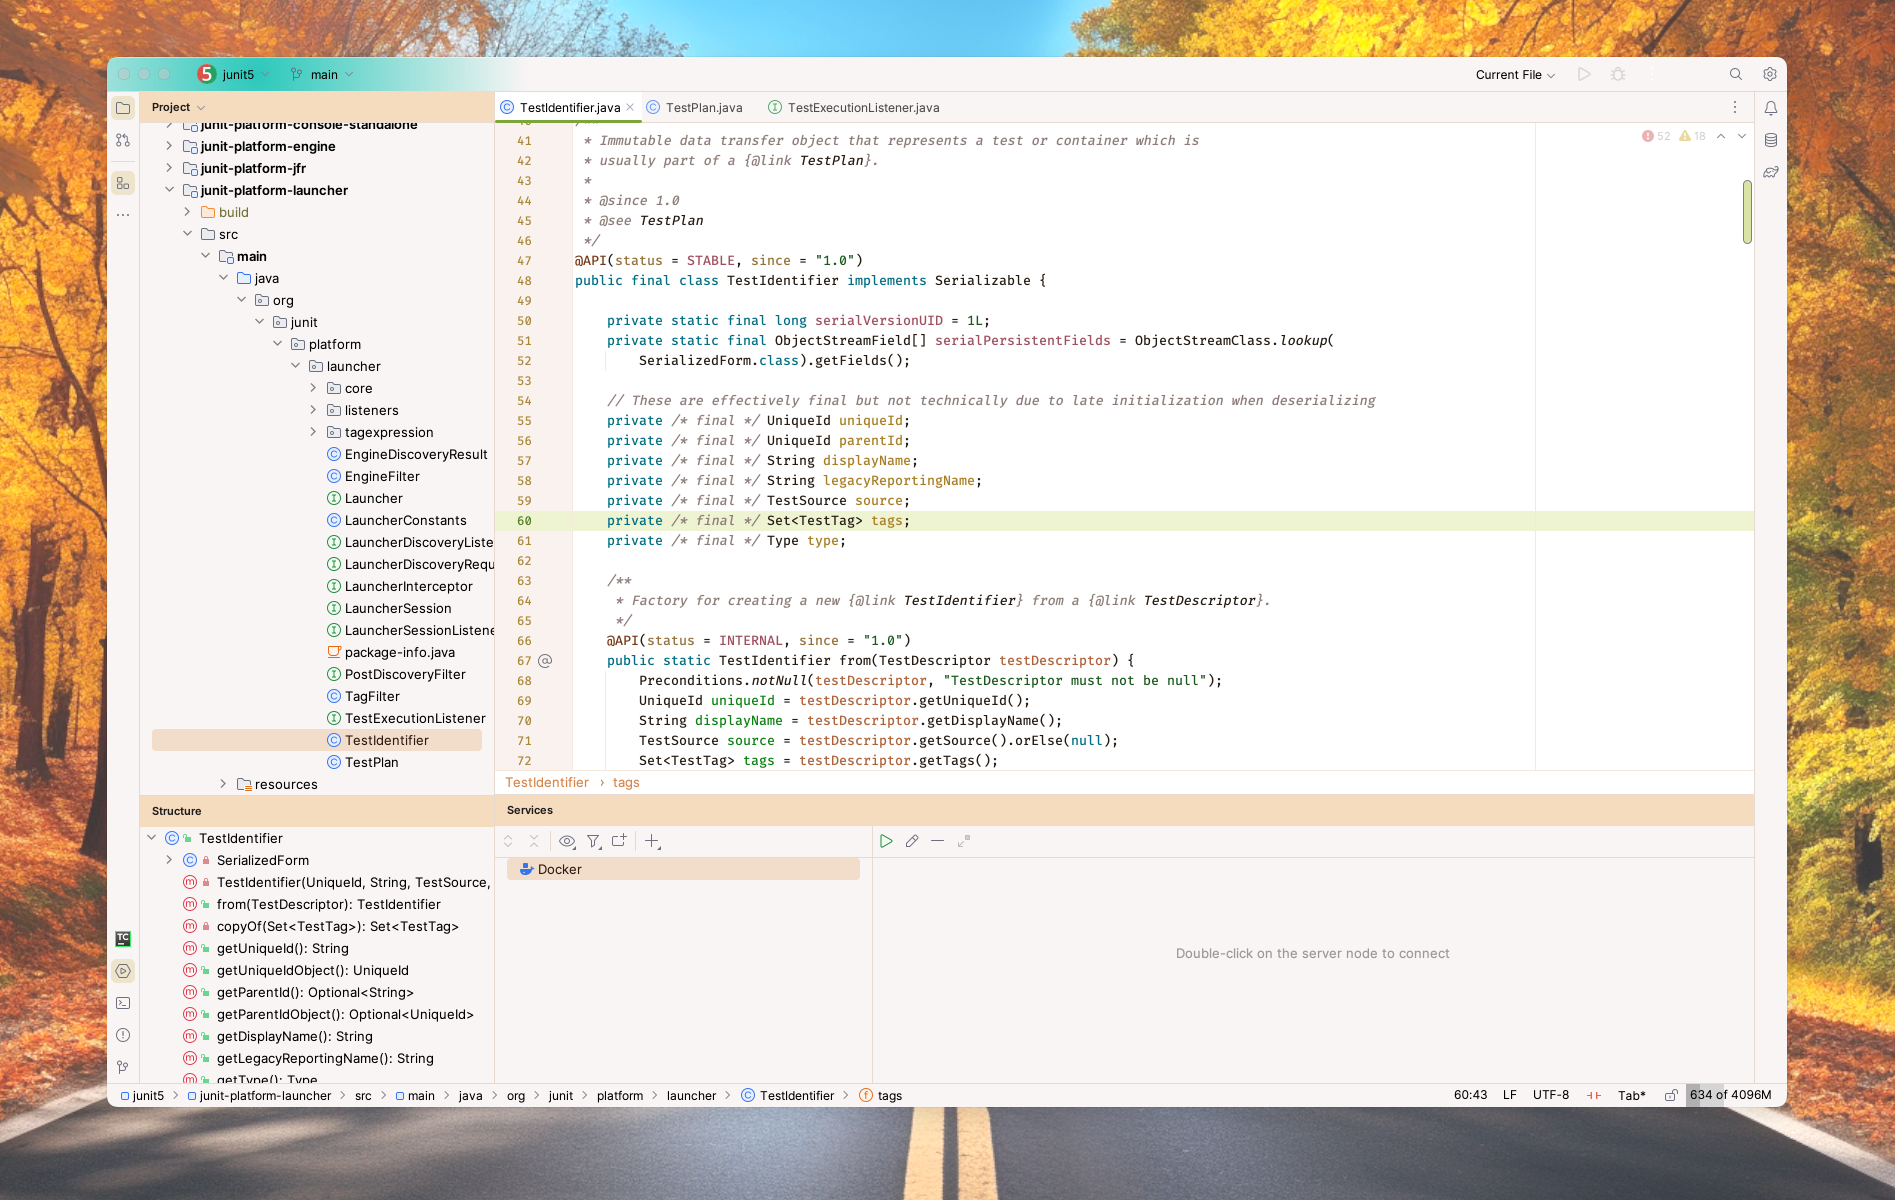 junit5
main
Current File
Project
junit-platform-console-standalone
junit-platform-engine
junit-platform-jfr
junit-platform-launcher
build
src
main
java
org
junit
platform
launcher
core
listeners
tagexpression
EngineDiscoveryResult
EngineFilter
Launcher
LauncherConstants
LauncherDiscoveryListe
LauncherDiscoveryRequ
LauncherInterceptor
LauncherSession
LauncherSessionListene
package-info.java
PostDiscoveryFilter
TagFilter
TestExecutionListener
TestIdentifier
TestPlan
resources
TestIdentifier.java
TestPlan.java
TestExecutionListener.java
52
18
41 * Immutable data transfer object that represents a test or container which is
42 * usually part of a {@link TestPlan}.
43 *
44 * @since 1.0
45 * @see TestPlan
46 */
47 @API(status = STABLE, since = "1.0")
48 public final class TestIdentifier implements Serializable {
49
50 private static final long serialVersionUID = 1L;
51 private static final ObjectStreamField[] serialPersistentFields = ObjectStreamClass.lookup(
52 SerializedForm.class).getFields();
53
54 // These are effectively final but not technically due to late initialization when deserializing
55 private /* final */ UniqueId uniqueId;
56 private /* final */ UniqueId parentId;
57 private /* final */ String displayName;
58 private /* final */ String legacyReportingName;
59 private /* final */ TestSource source;
60 private /* final */ Set<TestTag> tags;
61 private /* final */ Type type;
62
63 /**
64 * Factory for creating a new {@link TestIdentifier} from a {@link TestDescriptor}.
65 */
66 @API(status = INTERNAL, since = "1.0")
67 public static TestIdentifier from(TestDescriptor testDescriptor) {
68 Preconditions.notNull(testDescriptor, "TestDescriptor must not be null");
69 UniqueId uniqueId = testDescriptor.getUniqueId();
70 String displayName = testDescriptor.getDisplayName();
71 TestSource source = testDescriptor.getSource().orElse(null);
72 Set<TestTag> tags = testDescriptor.getTags();
TestIdentifier › tags
Structure
TestIdentifier
SerializedForm
TestIdentifier(UniqueId, String, TestSource,
from(TestDescriptor): TestIdentifier
copyOf(Set<TestTag>): Set<TestTag>
getUniqueId(): String
getUniqueIdObject(): UniqueId
getParentId(): Optional<String>
getParentIdObject(): Optional<UniqueId>
getDisplayName(): String
getLegacyReportingName(): String
getType(): Type
Services
Docker
Double-click on the server node to connect
junit5 junit-platform-launcher src main java org junit platform launcher TestIdentifier tags
60:43 LF UTF-8 Tab* 634 of 4096M